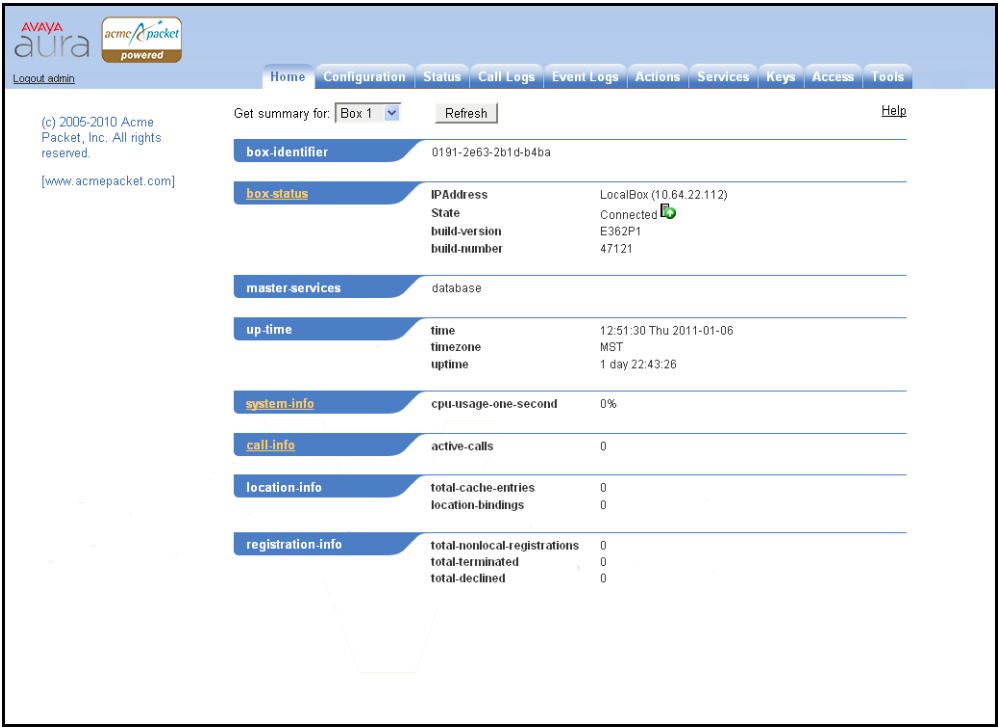 AVAYA
aura
acme packet
powered
Logout admin
Home Configuration Status Call Logs Event Logs Actions Services Keys Access Tools
(c) 2005-2010 Acme
Packet, Inc. All rights
reserved.
[www.acmepacket.com]
Get summary for: Box 1 Refresh Help
box-identifier 0191-2e63-2b1d-b4ba
box-status IPAddress LocalBox (10.64.22.112)
State Connected
build-version E362P1
build-number 47121
master-services database
up-time time 12:51:30 Thu 2011-01-06
timezone MST
uptime 1 day 22:43:26
system-info cpu-usage-one-second 0%
call-info active-calls 0
location-info total-cache-entries 0
location-bindings 0
registration-info total-nonlocal-registrations 0
total-terminated 0
total-declined 0